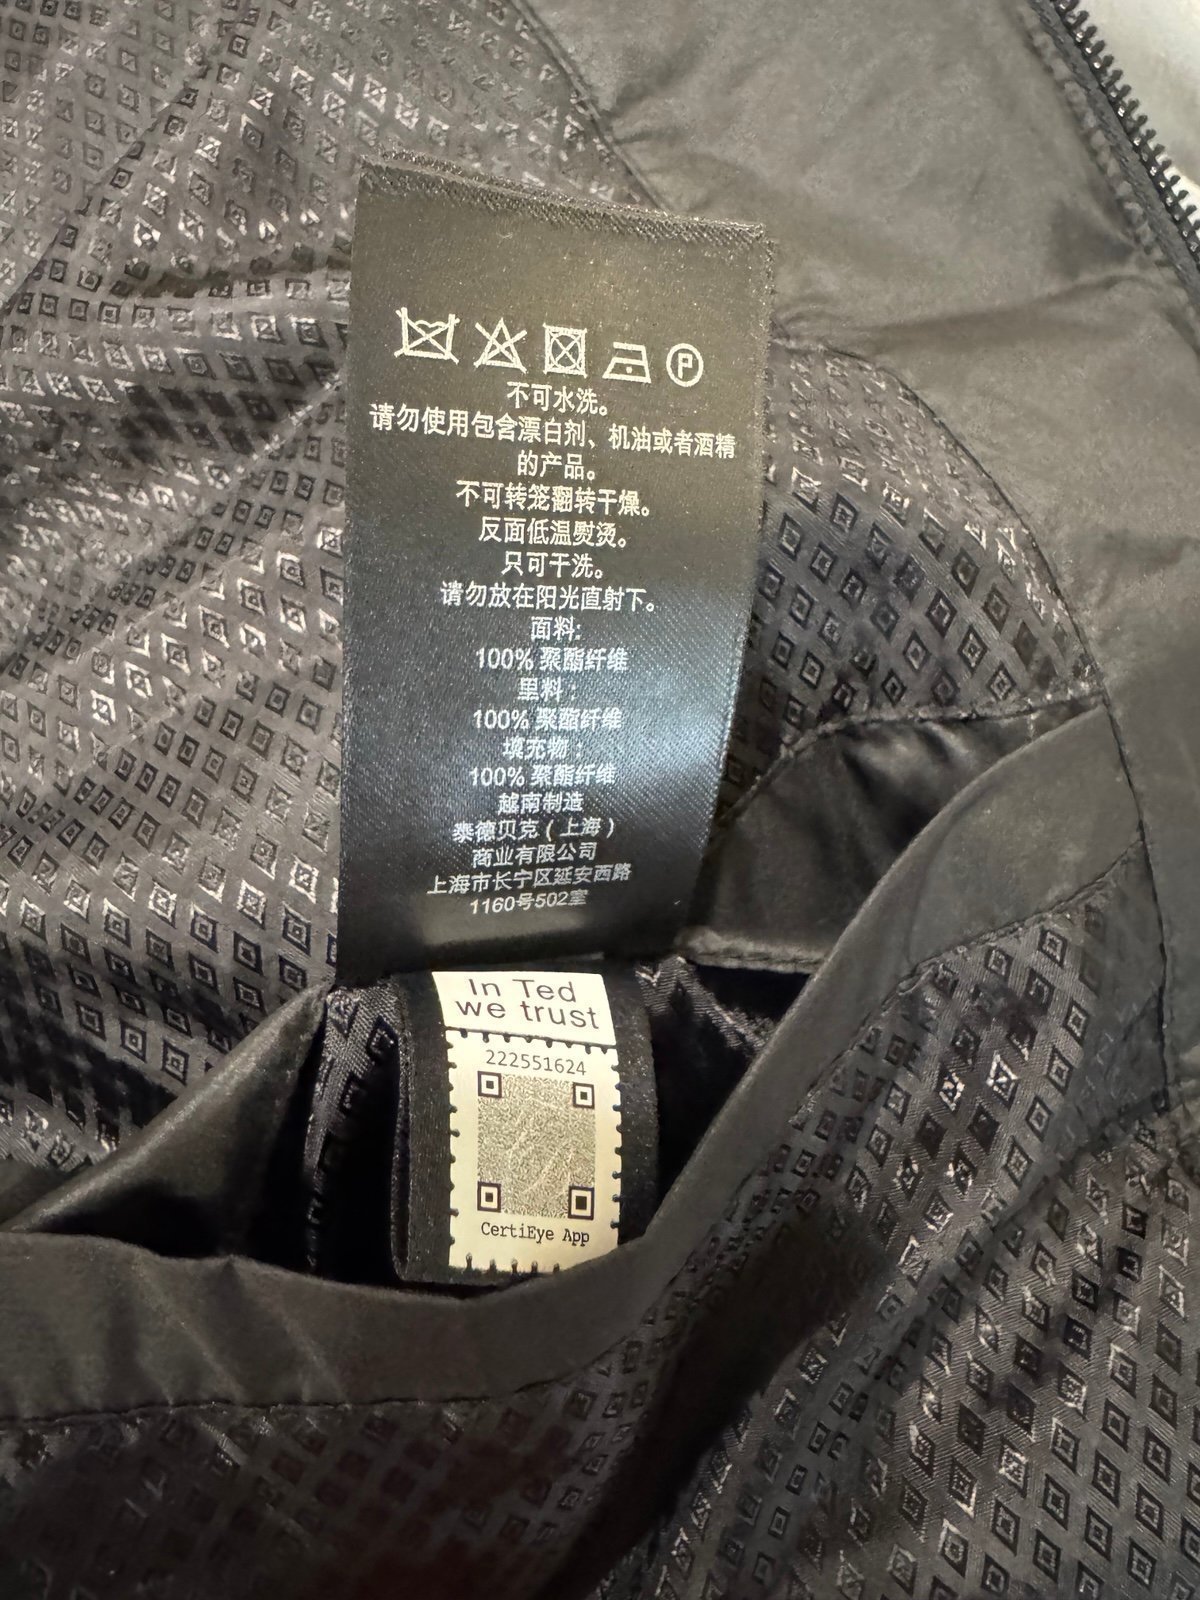 P
不可水洗。
请勿使用包含漂白剂、机油或者酒精
的产品。
不可转笼翻转干燥。
反面低温熨烫。
只可干洗。
请勿放在阳光直射下。
面料:
100% 聚酯纤维
里料：
100% 聚酯纤维
填充物：
100% 聚酯纤维
越南制造
泰德贝克（上海）
商业有限公司
上海市长宁区延安西路
1160号502室
In Ted
we trust
222551624
CertiEye App